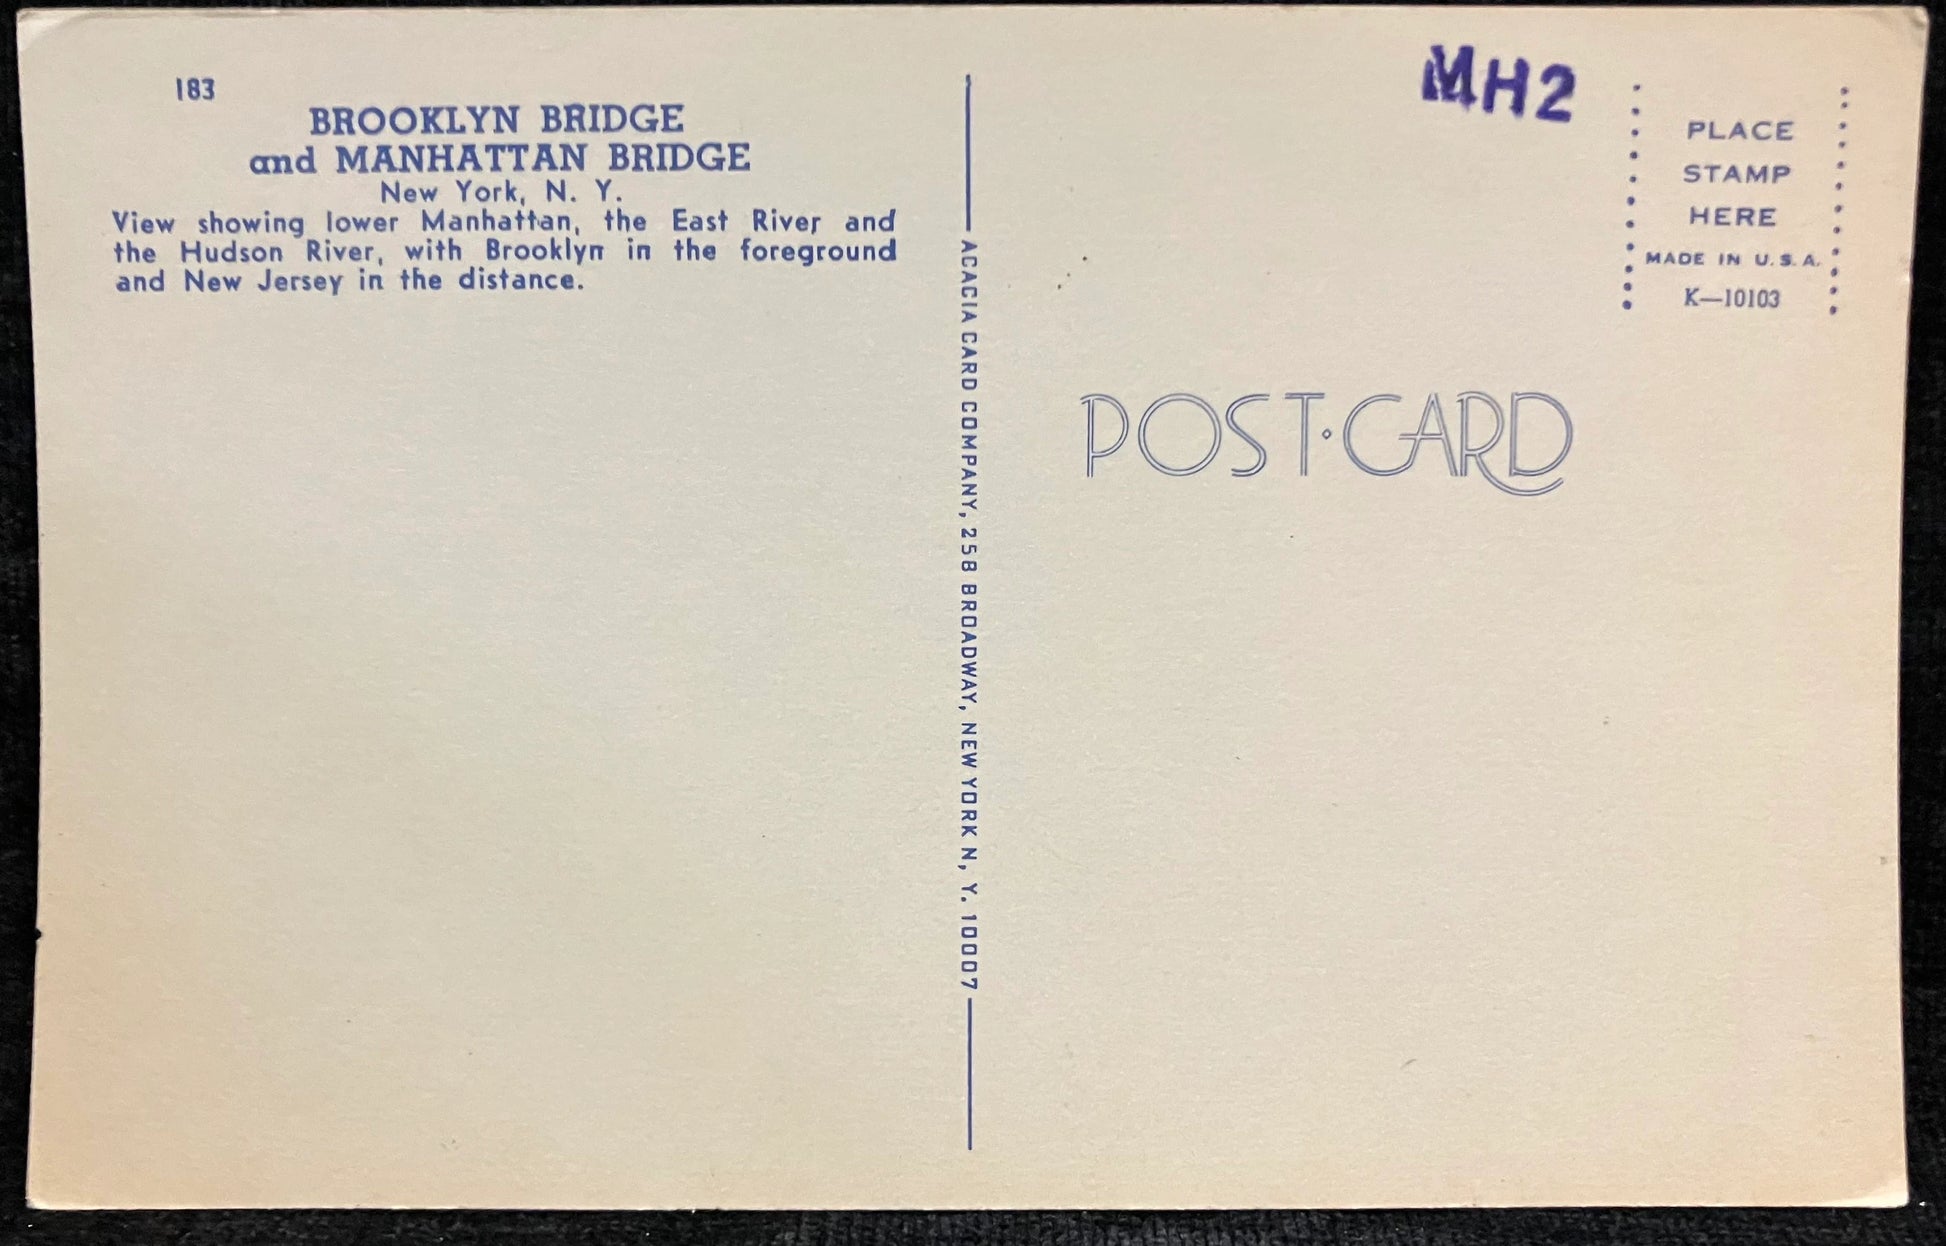 183
BROOKLYN BRIDGE
and MANHATTAN BRIDGE
New York, N. Y.
View showing lower Manhattan, the East River and
the Hudson River, with Brooklyn in the foreground
and New Jersey in the distance.
ACACIA CARD COMPANY, 258 BROADWAY, NEW YORK N, Y. 10007
MH2
PLACE
STAMP
HERE
MADE IN U.S.A.
K—10103
POST·CARD